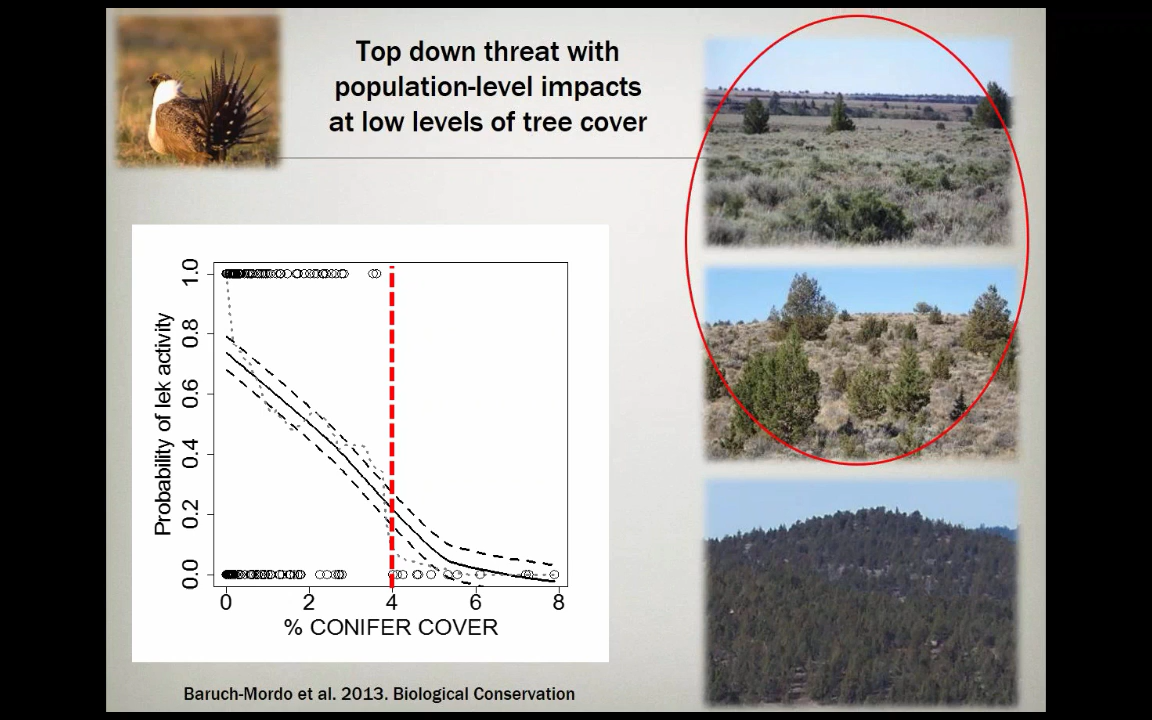 Top down threat with
population-level impacts
at low levels of tree cover
Probability of lek activity
1.0
0.8
0.6
0.4
0.2
0.0
0 2 4 6 8
% CONIFER COVER
Baruch-Mordo et al. 2013. Biological Conservation